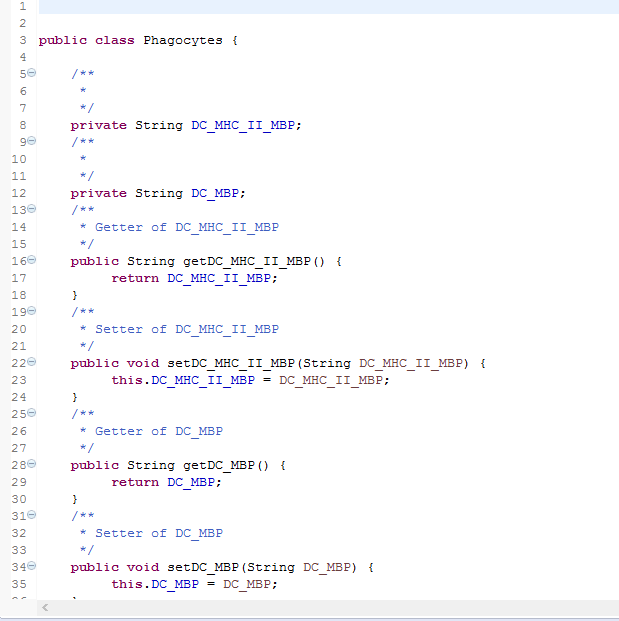 1
2
3 public class Phagocytes {
4
5 /**
6 *
7 */
8 private String DC_MHC_II_MBP;
9 /**
10 *
11 */
12 private String DC_MBP;
13 /**
14 * Getter of DC_MHC_II_MBP
15 */
16 public String getDC_MHC_II_MBP() {
17 return DC_MHC_II_MBP;
18 }
19 /**
20 * Setter of DC_MHC_II_MBP
21 */
22 public void setDC_MHC_II_MBP(String DC_MHC_II_MBP) {
23 this.DC_MHC_II_MBP = DC_MHC_II_MBP;
24 }
25 /**
26 * Getter of DC_MBP
27 */
28 public String getDC_MBP() {
29 return DC_MBP;
30 }
31 /**
32 * Setter of DC_MBP
33 */
34 public void setDC_MBP(String DC_MBP) {
35 this.DC_MBP = DC_MBP;